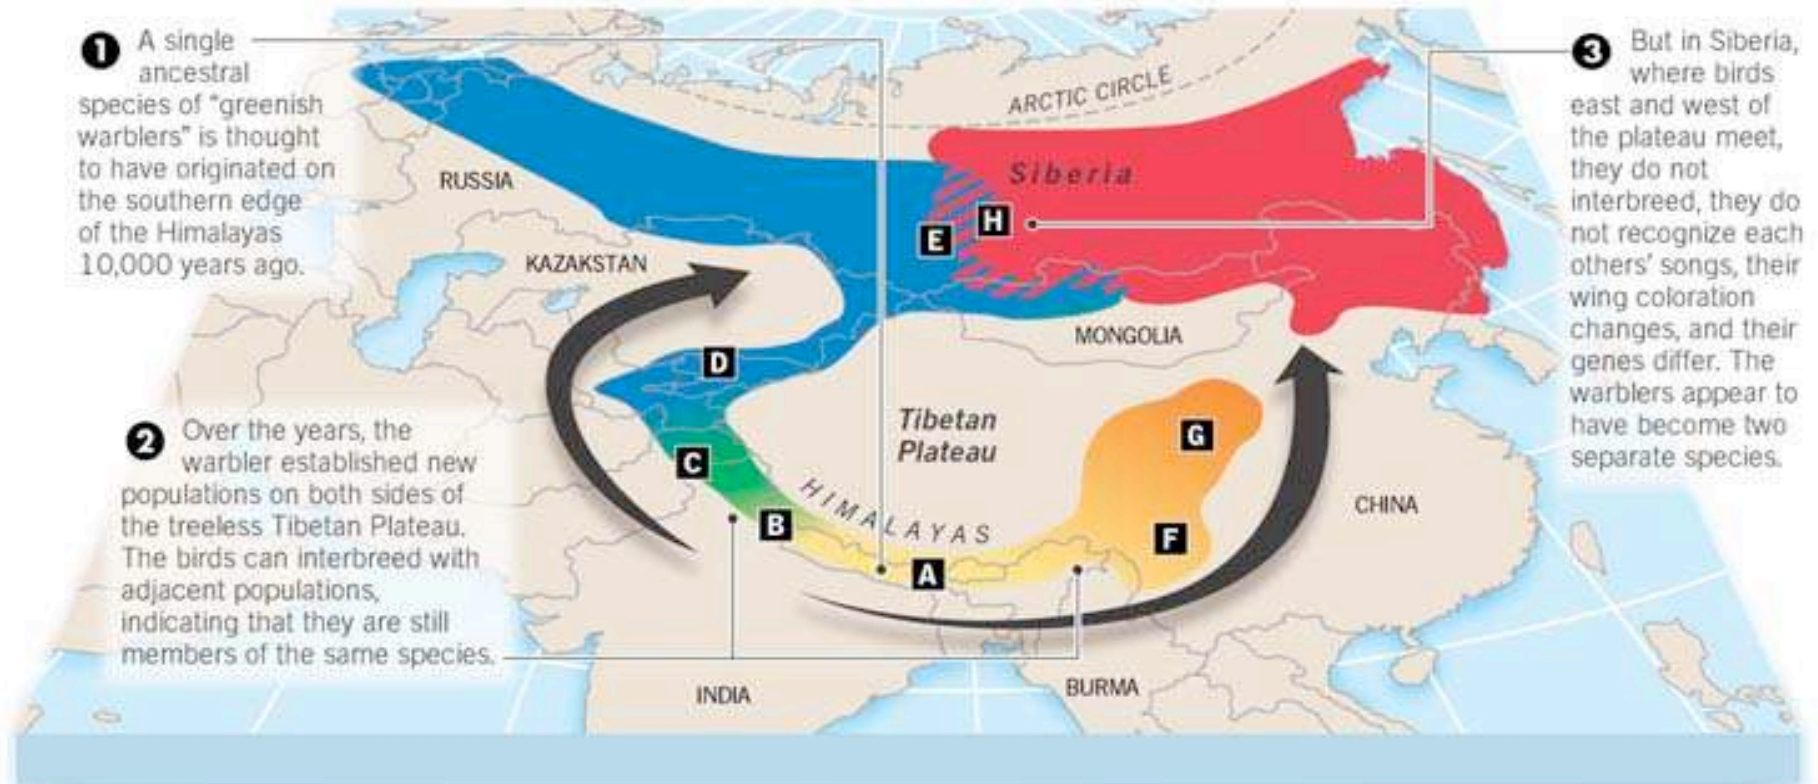 1 A single
ancestral
species of "greenish
warblers" is thought
to have originated on
the southern edge
of the Himalayas
10,000 years ago.
2 Over the years, the
warbler established new
populations on both sides of
the treeless Tibetan Plateau.
The birds can interbreed with
adjacent populations,
indicating that they are still
members of the same species.
3 But in Siberia,
where birds
east and west of
the plateau meet,
they do not
interbreed, they do
not recognize each
others' songs, their
wing coloration
changes, and their
genes differ. The
warblers appear to
have become two
separate species.
ARCTIC CIRCLE
RUSSIA
Siberia
H
E
KAZAKSTAN
MONGOLIA
D
Tibetan
Plateau
G
C
HIMALAYAS
CHINA
B
F
A
INDIA
BURMA